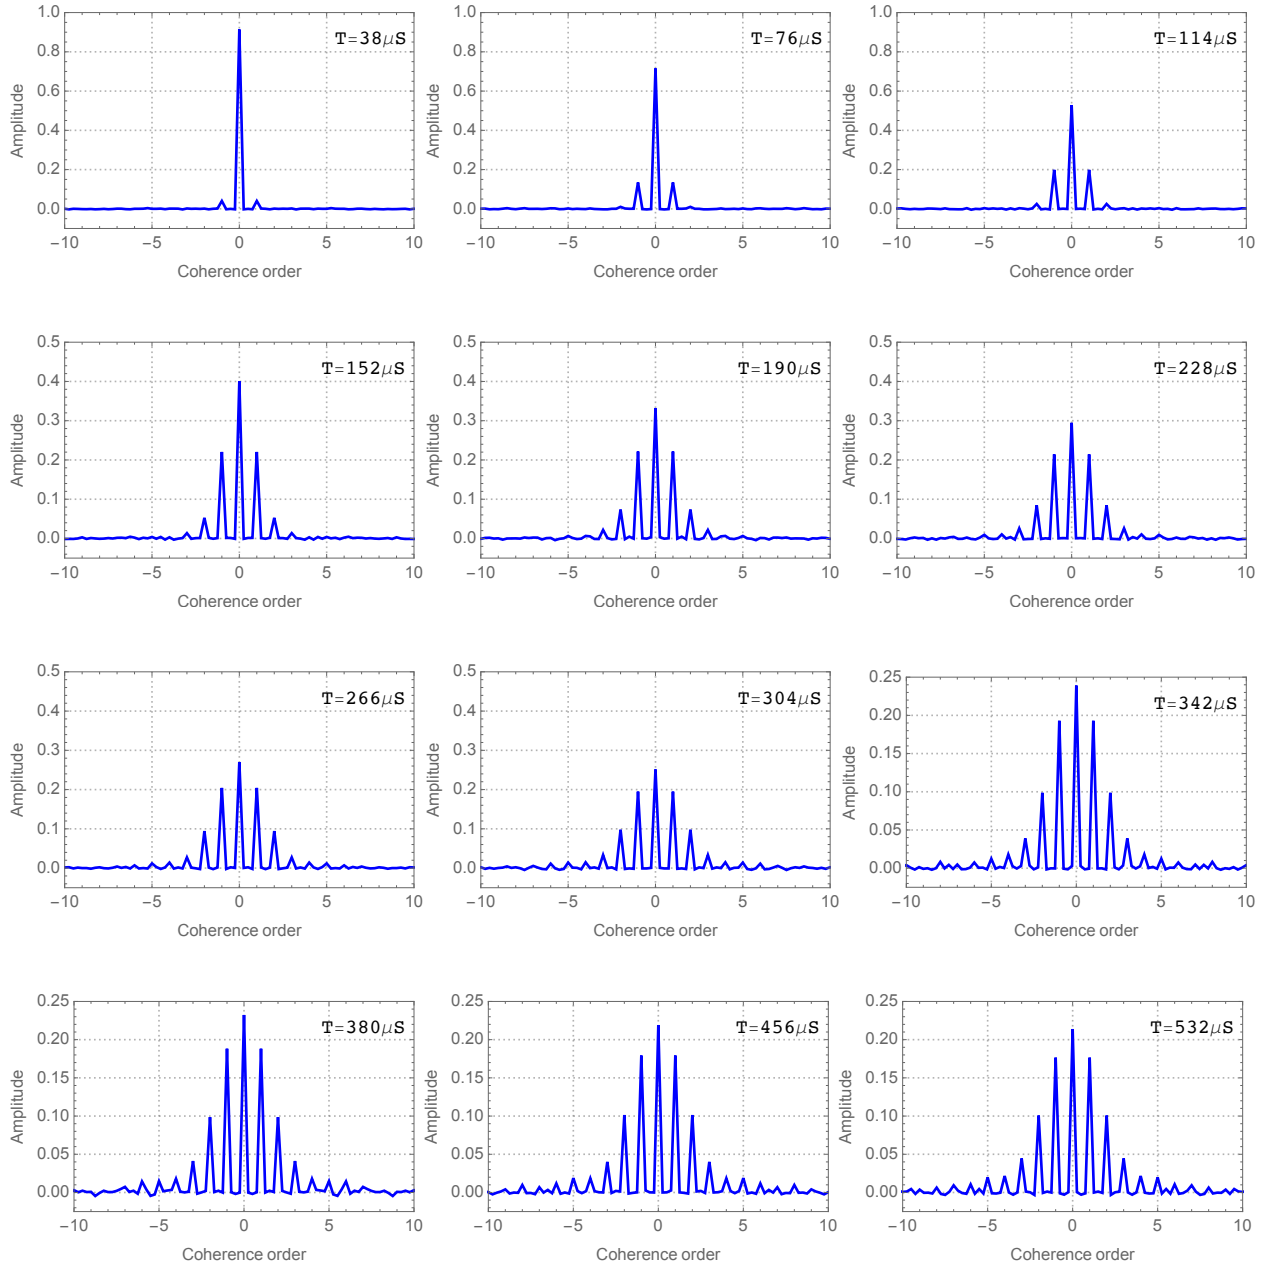 T=38μS
1.0
0.8
0.6
0.4
0.2
0.0
Amplitude
−10 −5 0 5 10
Coherence order
T=76μS
1.0
0.8
0.6
0.4
0.2
0.0
Amplitude
−10 −5 0 5 10
Coherence order
T=114μS
1.0
0.8
0.6
0.4
0.2
0.0
Amplitude
−10 −5 0 5 10
Coherence order
T=152μS
0.5
0.4
0.3
0.2
0.1
0.0
Amplitude
−10 −5 0 5 10
Coherence order
T=190μS
0.5
0.4
0.3
0.2
0.1
0.0
Amplitude
−10 −5 0 5 10
Coherence order
T=228μS
0.5
0.4
0.3
0.2
0.1
0.0
Amplitude
−10 −5 0 5 10
Coherence order
T=266μS
0.5
0.4
0.3
0.2
0.1
0.0
Amplitude
−10 −5 0 5 10
Coherence order
T=304μS
0.5
0.4
0.3
0.2
0.1
0.0
Amplitude
−10 −5 0 5 10
Coherence order
T=342μS
0.25
0.20
0.15
0.10
0.05
0.00
Amplitude
−10 −5 0 5 10
Coherence order
T=380μS
0.25
0.20
0.15
0.10
0.05
0.00
Amplitude
−10 −5 0 5 10
Coherence order
T=456μS
0.25
0.20
0.15
0.10
0.05
0.00
Amplitude
−10 −5 0 5 10
Coherence order
T=532μS
0.25
0.20
0.15
0.10
0.05
0.00
Amplitude
−10 −5 0 5 10
Coherence order